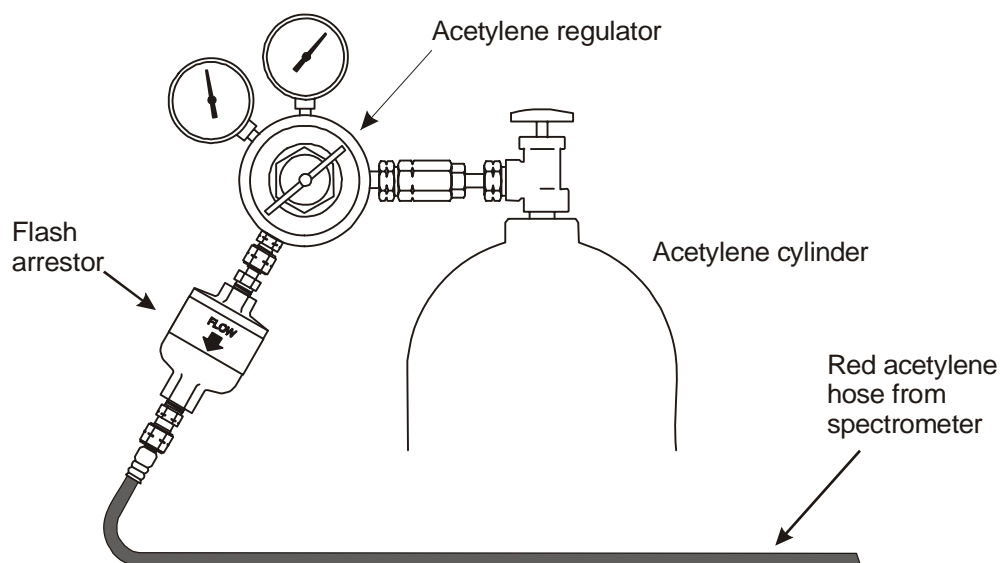 Acetylene regulator
Flash
arrestor
FLOW
Acetylene cylinder
Red acetylene
hose from
spectrometer